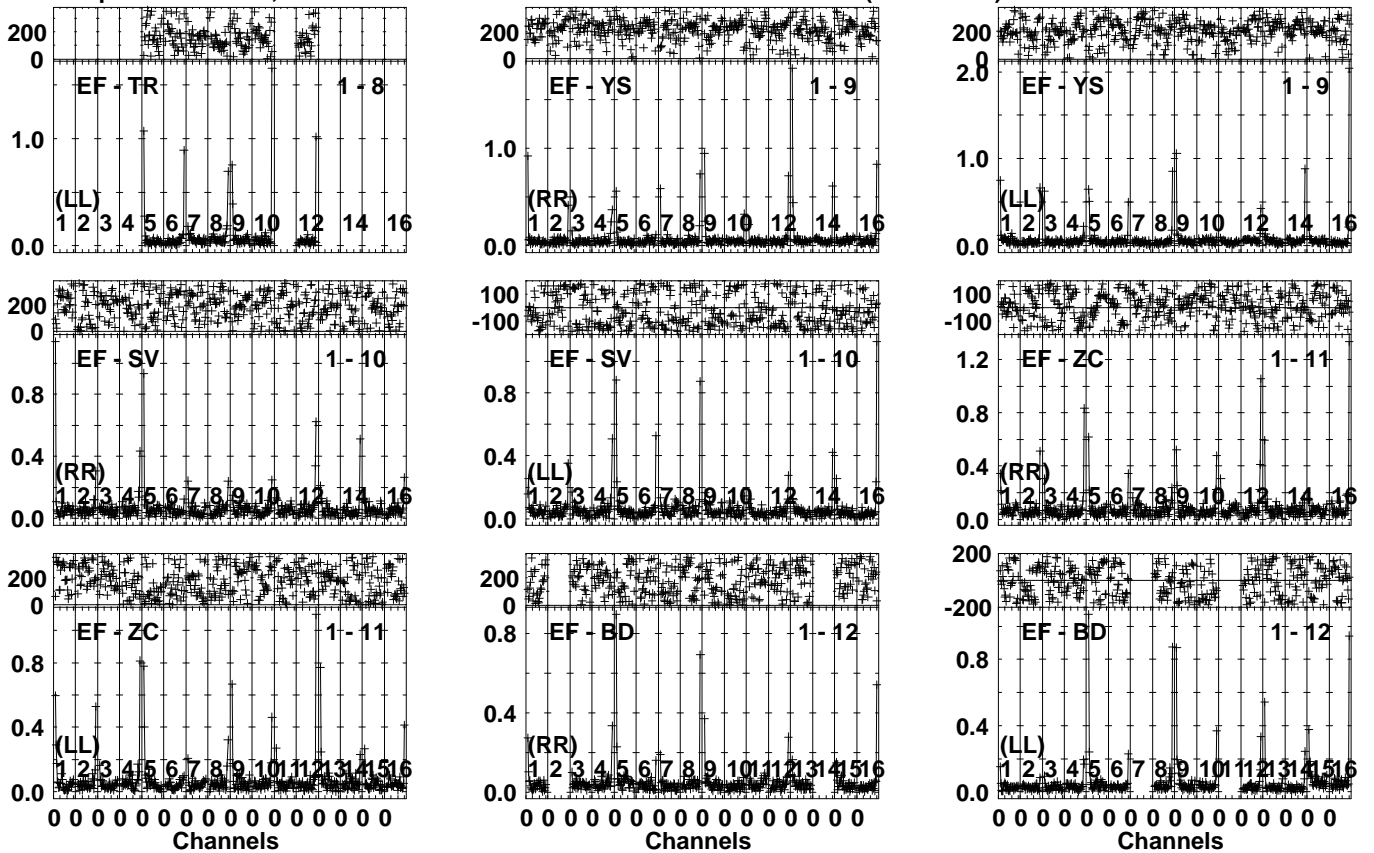 200 200 200
0 0 0
2.0
EF - TR 1 - 8 EF - YS 1 - 9 EF - YS 1 - 9
1.0 1.0 1.0
(LL) (RR) (LL)
1 2 3 4 5 6 7 8 9 10 12 14 16 1 2 3 4 5 6 7 8 9 10 12 14 16 1 2 3 4 5 6 7 8 9 10 12 14 16
0.0 0.0 0.0
200 100 100
0 -100 -100
EF - SV 1 - 10 EF - SV 1 - 10 EF - ZC 1 - 11
1.2
0.8 0.8 0.8
0.4 0.4 0.4
(RR) (LL) (RR)
1 2 3 4 5 6 7 8 9 10 12 14 16 1 2 3 4 5 6 7 8 9 10 12 14 16 1 2 3 4 5 6 7 8 9 10 12 14 16
0.0 0.0 0.0
200 200 200
0 0 -200
EF - ZC 1 - 11 EF - BD 1 - 12 EF - BD 1 - 12
0.8 0.8 0.8
0.4 0.4 0.4
(LL) (RR) (LL)
1 2 3 4 5 6 7 8 9 10 11 12 13 14 15 16 1 2 3 4 5 6 7 8 9 10 11 12 13 14 15 16 1 2 3 4 5 6 7 8 9 10 11 12 13 14 15 16
0.0 0.0 0.0
0 0 0 0 0 0 0 0 0 0 0 0 0 0 0 0 0 0 0 0 0 0 0 0 0 0 0 0 0 0 0 0 0 0 0 0 0 0 0 0 0 0 0 0 0 0 0 0
Channels Channels Channels